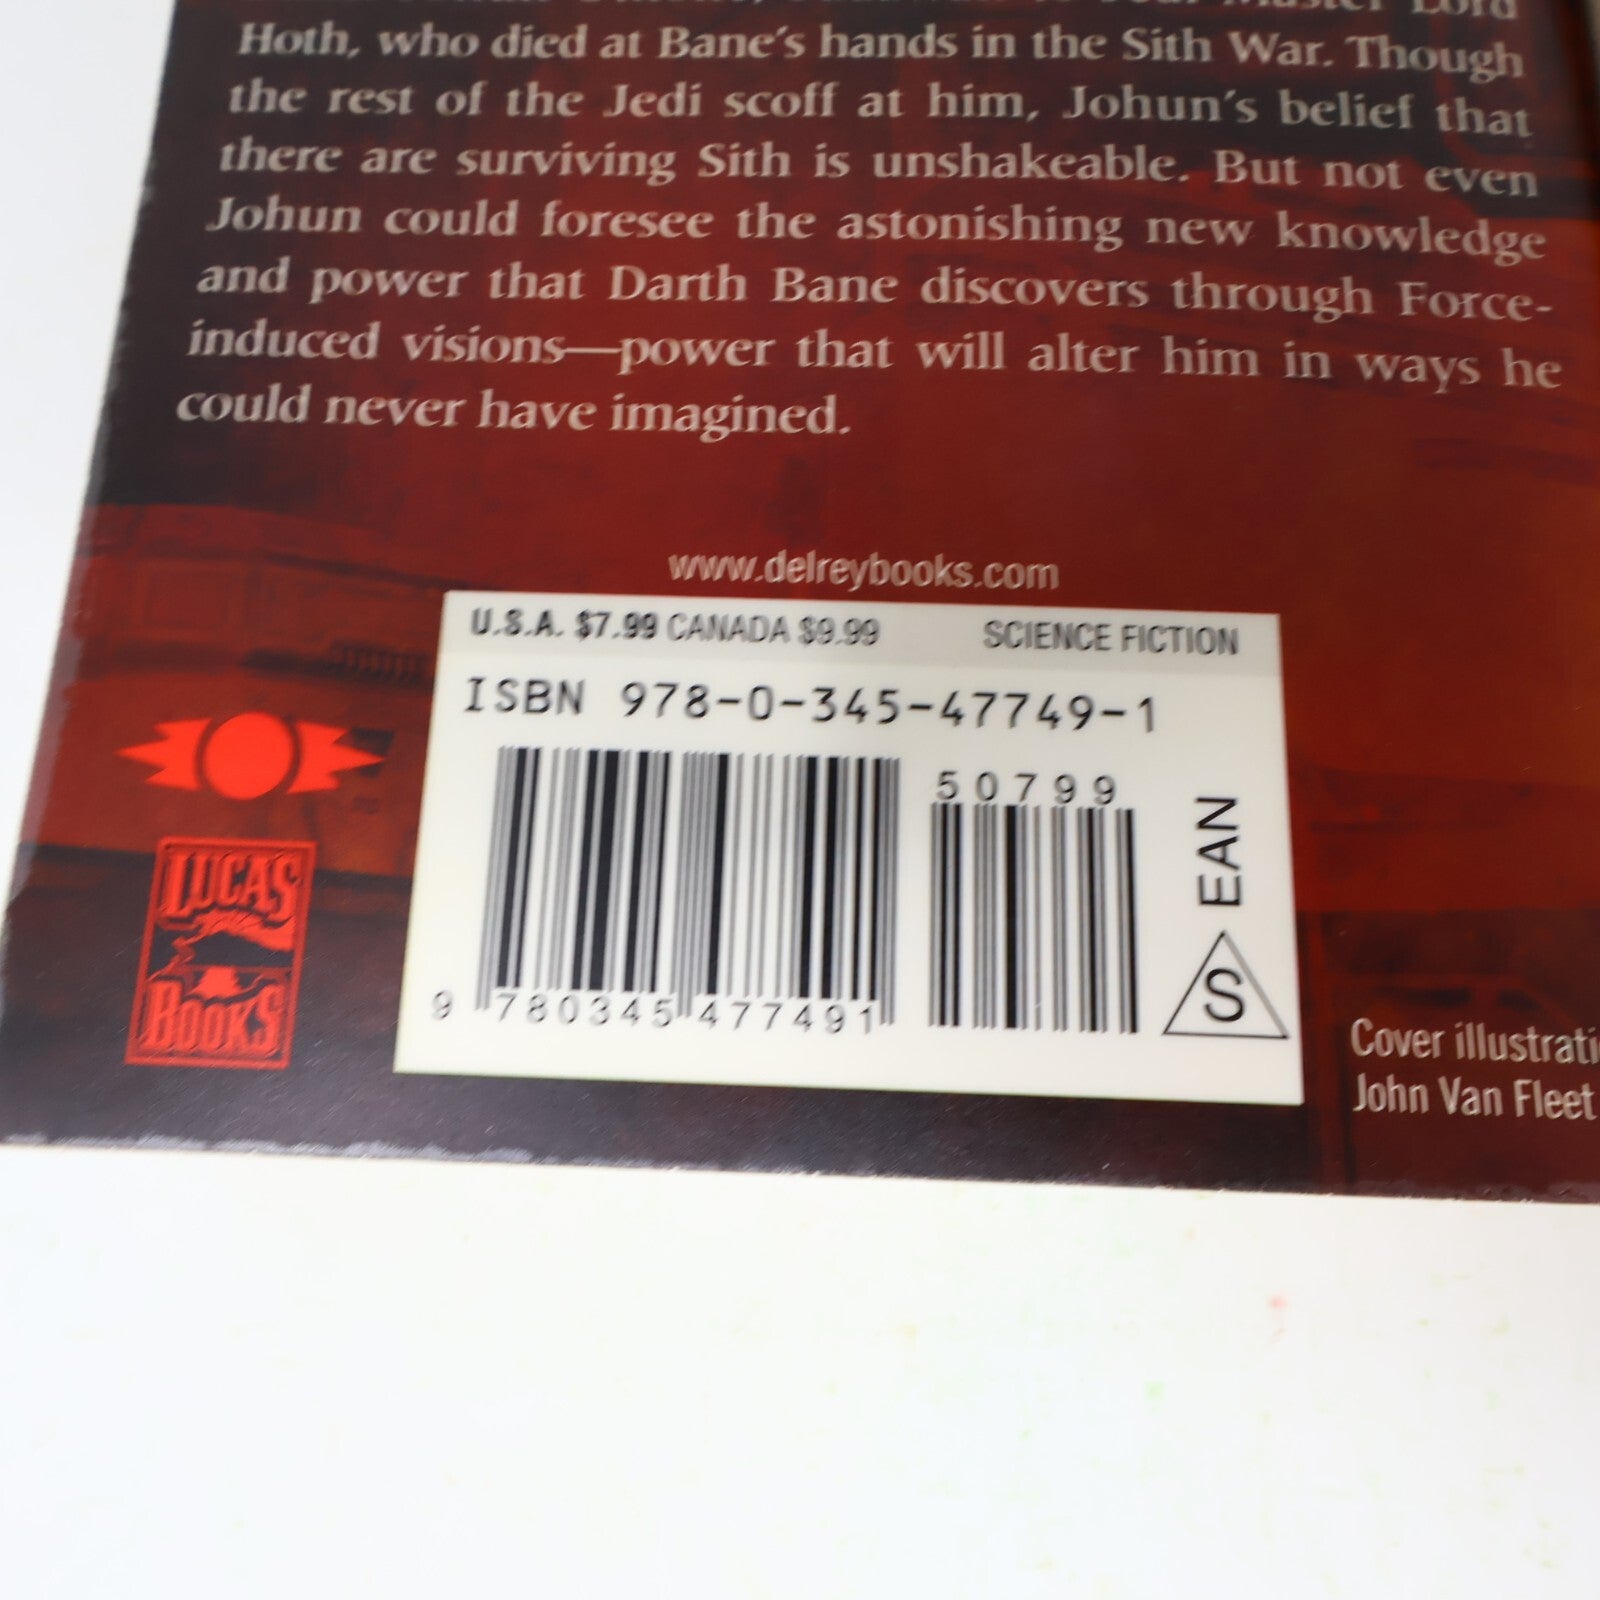 Hoth, who died at Bane's hands in the Sith War. Though
the rest of the Jedi scoff at him, Johun's belief that
there are surviving Sith is unshakeable. But not even
Johun could foresee the astonishing new knowledge
and power that Darth Bane discovers through Force-
induced visions—power that will alter him in ways he
could never have imagined.
www.delreybooks.com
U.S.A. $7.99 CANADA $9.99 SCIENCE FICTION
ISBN 978-0-345-47749-1
50799
9 780345 477491
EAN
S
LUCAS
BOOKS
Cover illustrati
John Van Fleet